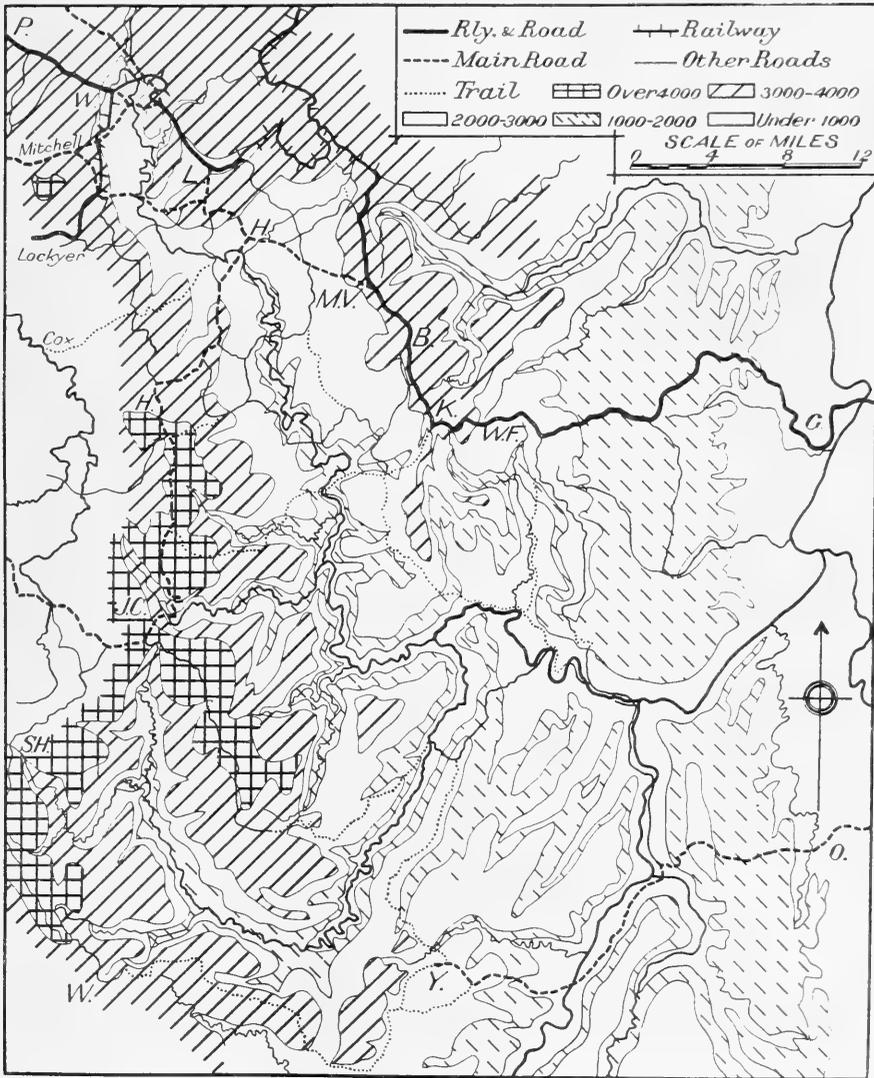 P.
Rly. & Road
Railway
Main Road
Other Roads
Trail
Over 4000
3000-4000
2000-3000
1000-2000
Under 1000
SCALE OF MILES
0 4 8 12
W.
Mitchell
L.
H.
Lockyer
M.V.
Cox
B.
H.
K.
W.F.
G.
J.C.
SH.
O.
W.
Y.